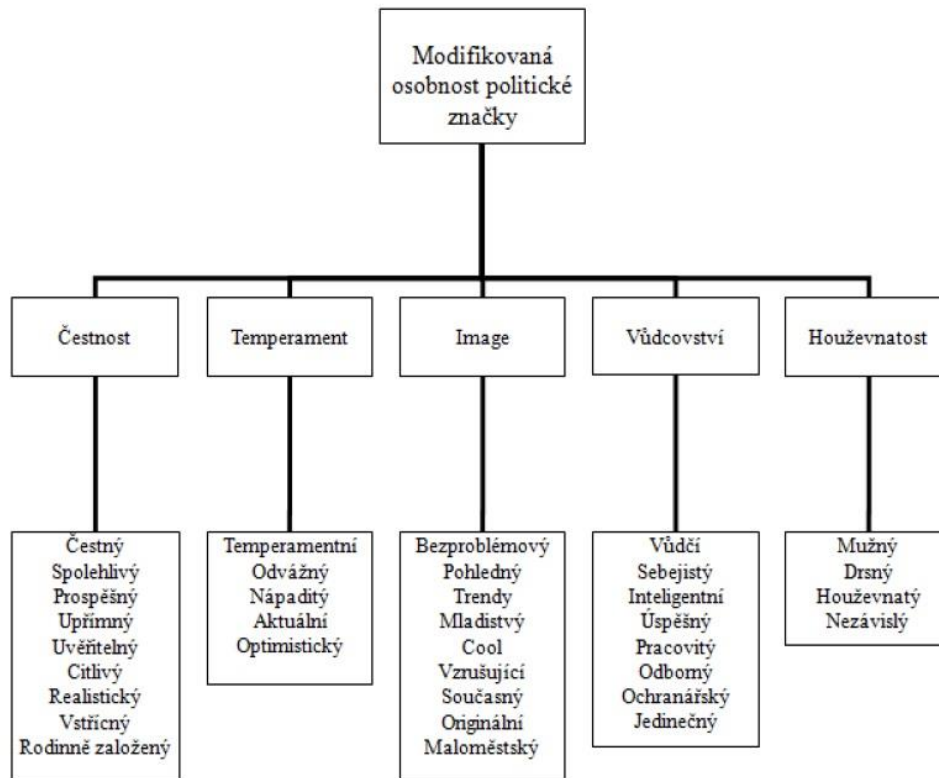 Modifikovaná
osobnost politické
značky
Čestnost
Temperament
Image
Vůdcovství
Houževnatost
Čestný
Spolehlivý
Prospěšný
Upřímný
Uvěřitelný
Citlivý
Realistický
Vstřícný
Rodinně založený
Temperamentní
Odvážný
Nápaditý
Aktuální
Optimistický
Bezproblémový
Pohledný
Trendy
Mladistvý
Cool
Vzrušující
Současný
Originální
Maloměstský
Vůdčí
Sebejistý
Inteligentní
Úspěšný
Pracovitý
Odborný
Ochranářský
Jedinečný
Mužný
Drsný
Houževnatý
Nezávislý